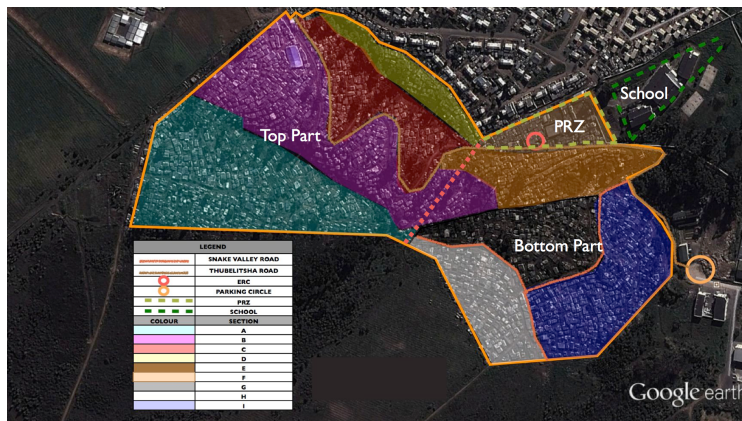 School
PRZ
Top Part
Bottom Part
LEGEND
SNAKE VALLEY ROAD
THUBELITSHA ROAD
ERC
PARKING CIRCLE
PRZ
SCHOOL
COLOUR SECTION
A
B
C
D
E
F
G
H
I
Google earth